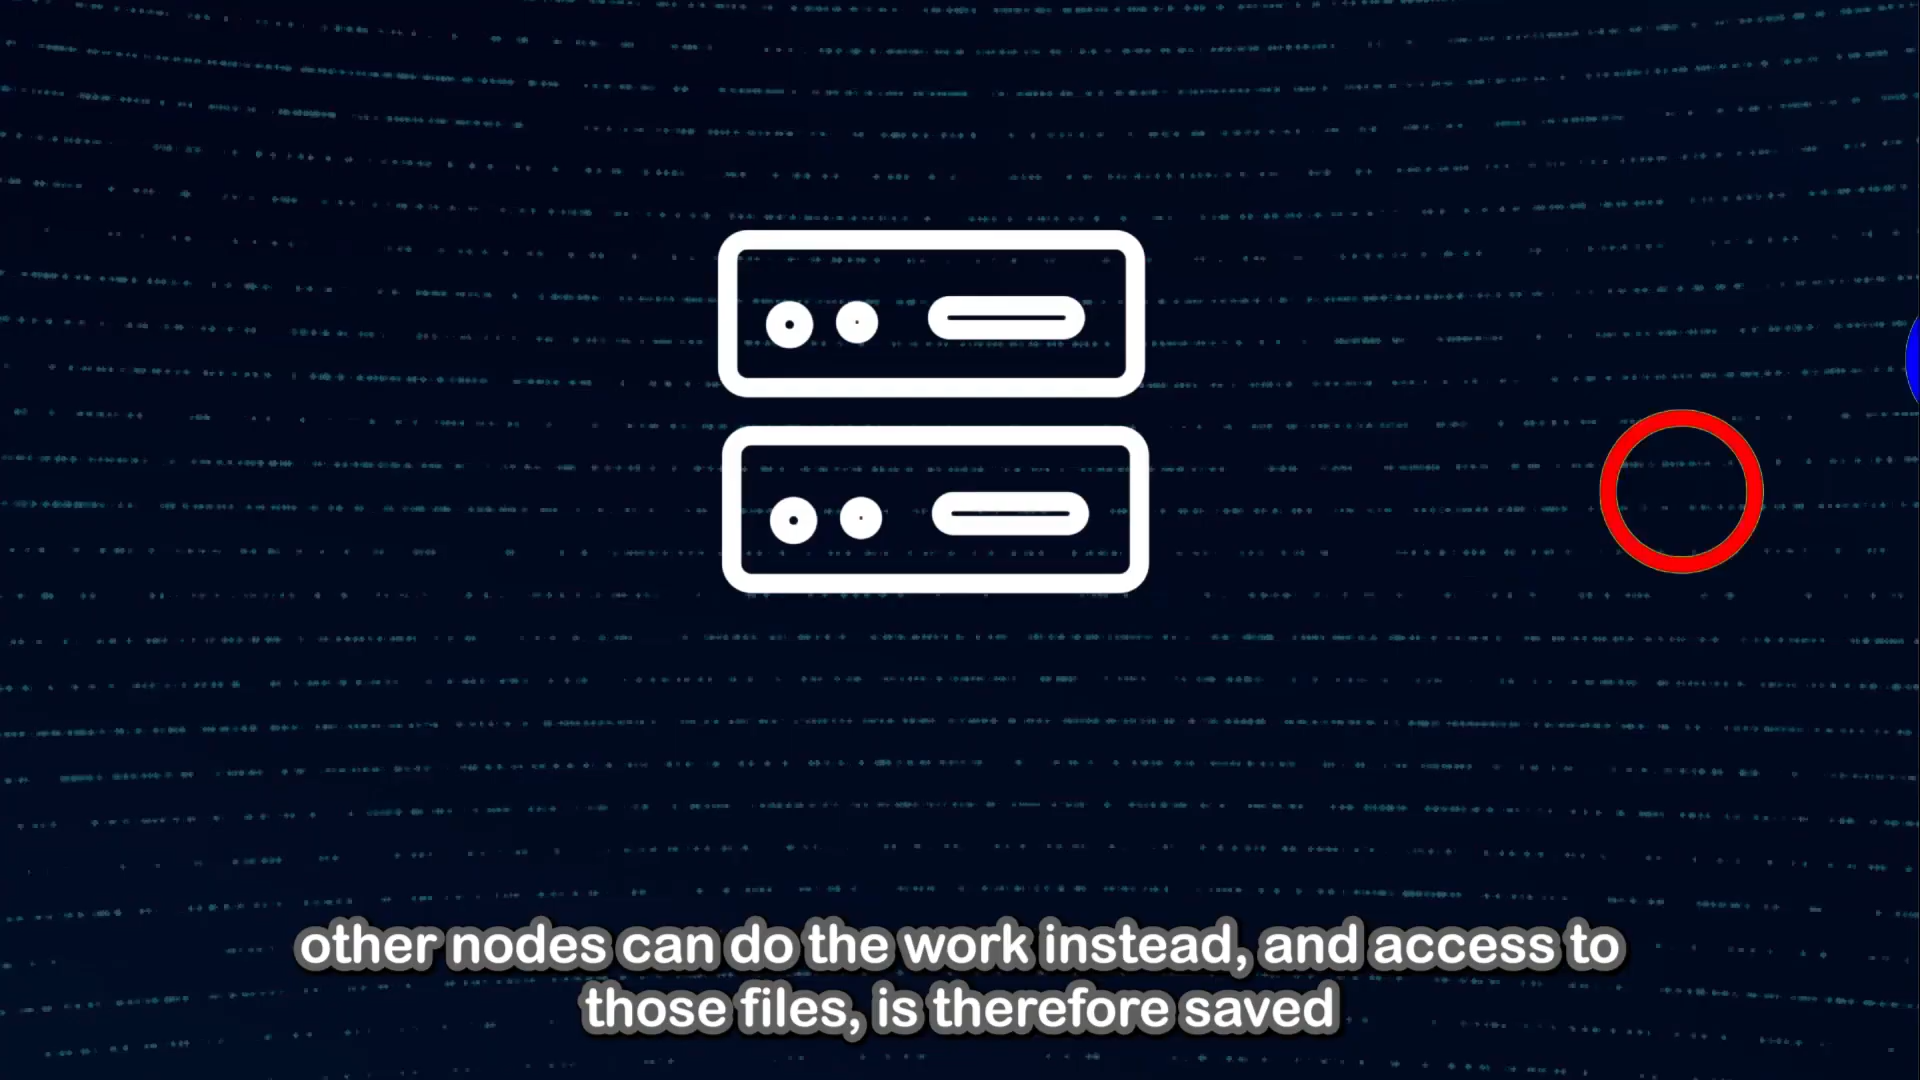 other nodes can do the work instead, and access to
those files, is therefore saved